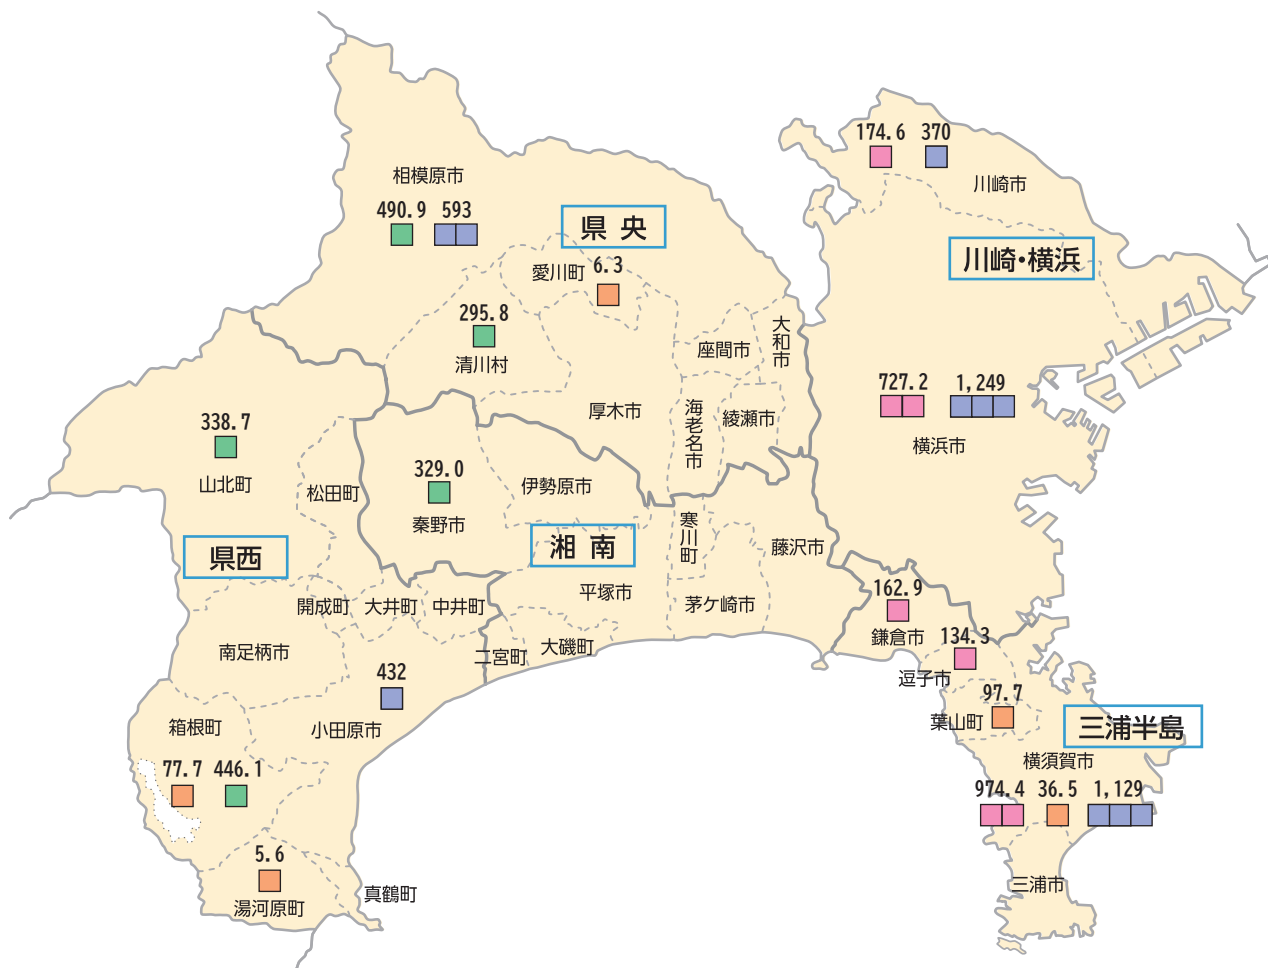 174.6 370
川崎市
相模原市
490.9 593
県央
川崎・横浜
愛川町 6.3
295.8
清川村
大和市
座間市
厚木市
海老名市
綾瀬市
727.2 1,249
横浜市
338.7
山北町
松田町
329.0
秦野市
伊勢原市
県西
湘南
寒川町
藤沢市
開成町 大井町 中井町
平塚市
茅ケ崎市
162.9
鎌倉市
南足柄市
二宮町
大磯町
134.3
逗子市
432
小田原市
97.7
葉山町
箱根町
三浦半島
横須賀市
77.7 446.1
974.4 36.5 1,129
5.6
湯河原町
真鶴町
三浦市